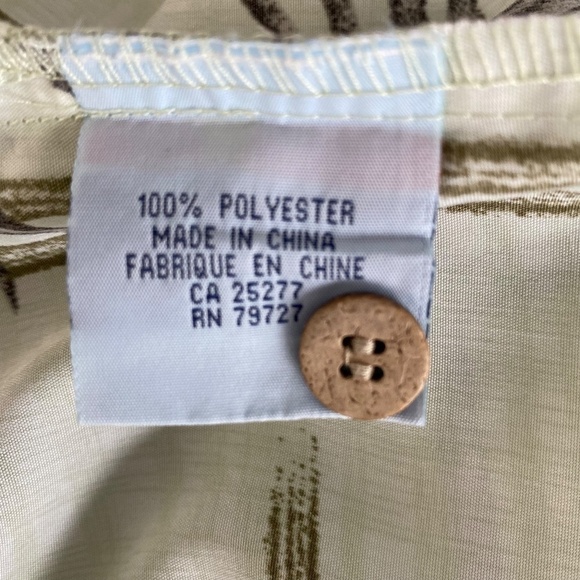 100% POLYESTER
MADE IN CHINA
FABRIQUE EN CHINE
CA 25277
RN 79727